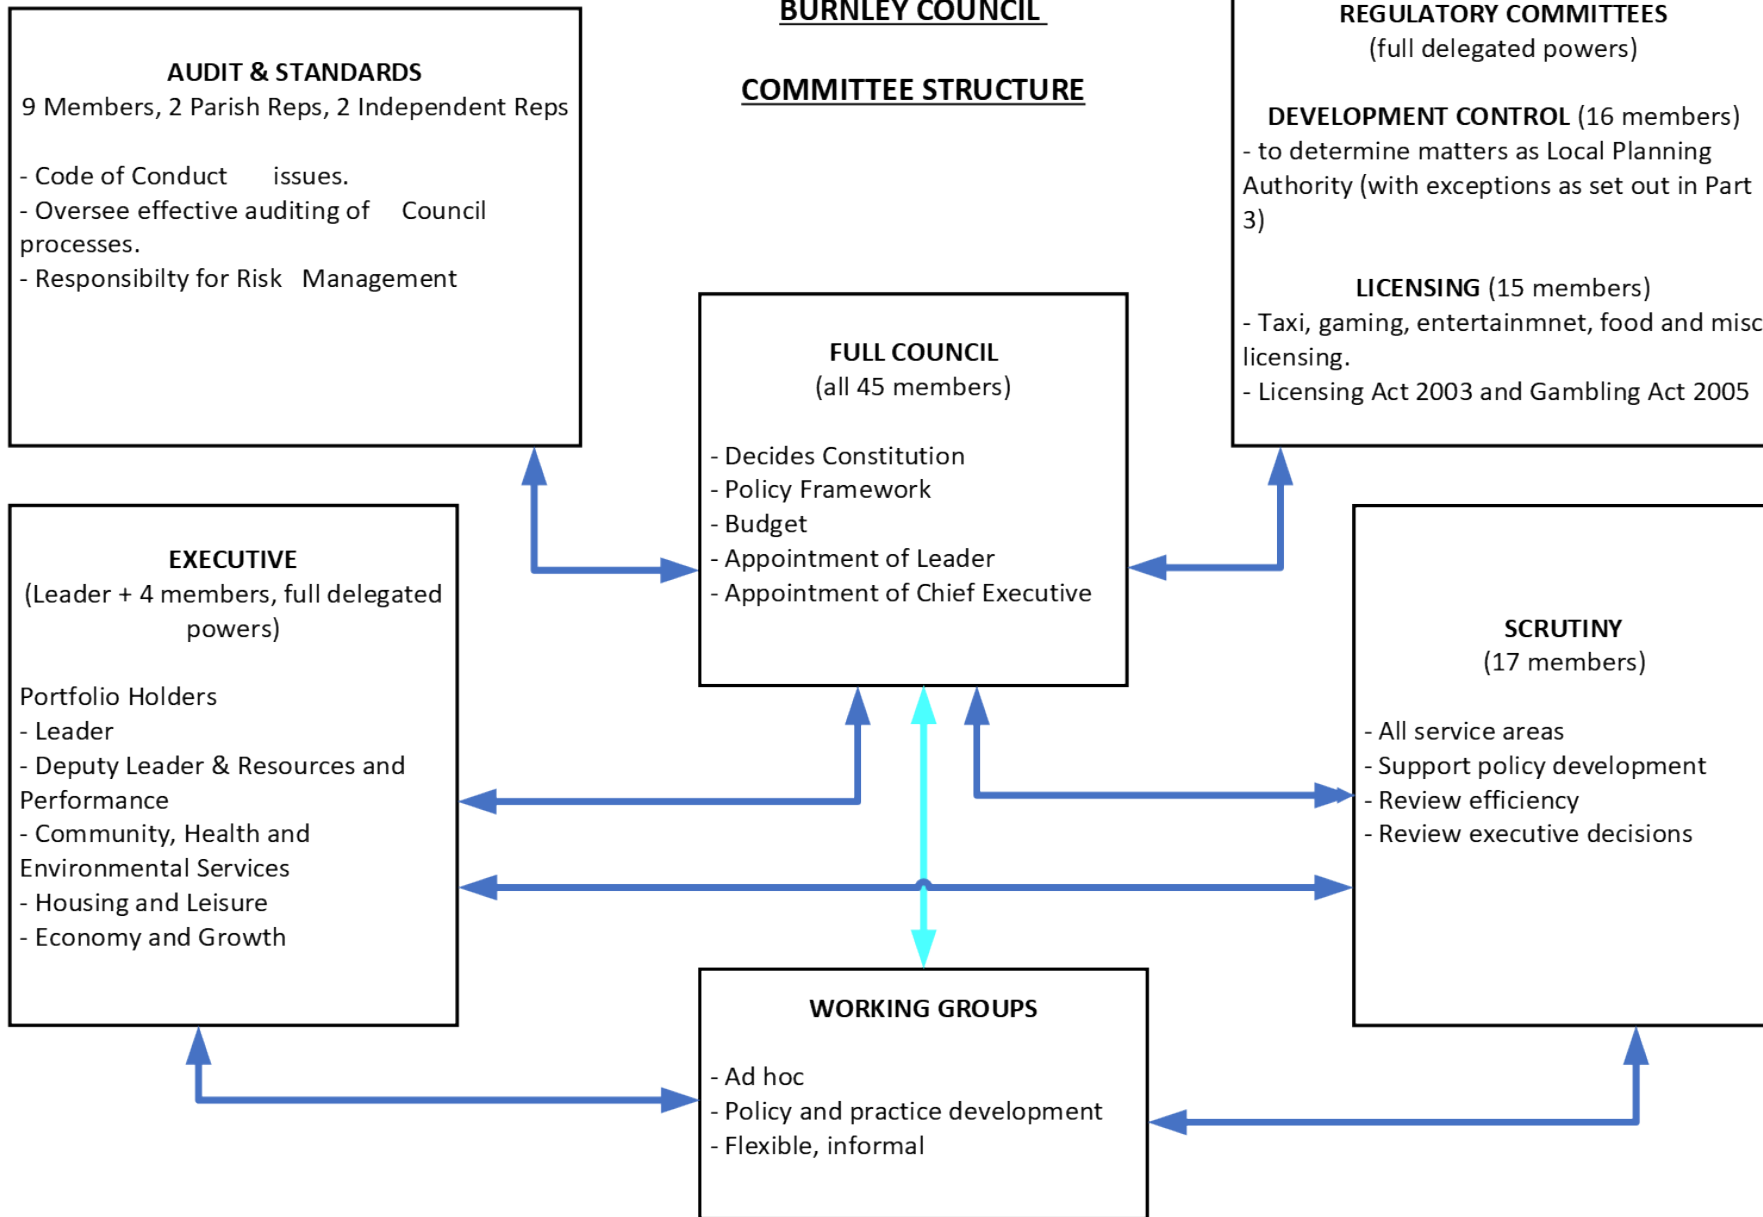 BURNLEY COUNCIL
COMMITTEE STRUCTURE
AUDIT & STANDARDS
9 Members, 2 Parish Reps, 2 Independent Reps
- Code of Conduct issues.
- Oversee effective auditing of Council
processes.
- Responsibilty for Risk Management
REGULATORY COMMITTEES
(full delegated powers)
DEVELOPMENT CONTROL (16 members)
- to determine matters as Local Planning
Authority (with exceptions as set out in Part
3)
LICENSING (15 members)
- Taxi, gaming, entertainmnet, food and misc
licensing.
- Licensing Act 2003 and Gambling Act 2005
FULL COUNCIL
(all 45 members)
- Decides Constitution
- Policy Framework
- Budget
- Appointment of Leader
- Appointment of Chief Executive
EXECUTIVE
(Leader + 4 members, full delegated
powers)
Portfolio Holders
- Leader
- Deputy Leader & Resources and
Performance
- Community, Health and
Environmental Services
- Housing and Leisure
- Economy and Growth
SCRUTINY
(17 members)
- All service areas
- Support policy development
- Review efficiency
- Review executive decisions
WORKING GROUPS
- Ad hoc
- Policy and practice development
- Flexible, informal